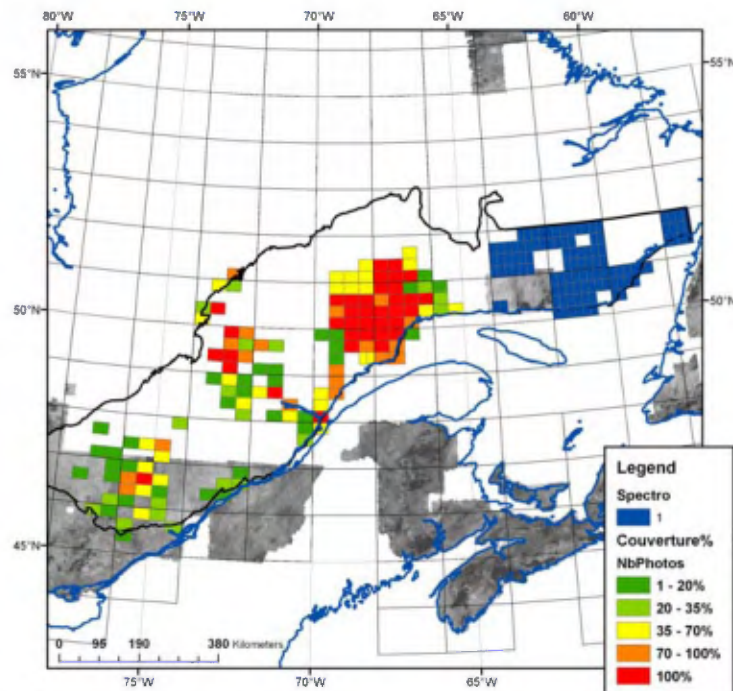 80°W 75°W 70°W 65°W 60°W
55°N 55°N
50°N 50°N
45°N
Legend
Spectro
1
Couverture%
NbPhotos
1 - 20%
20 - 35%
35 - 70%
70 - 100%
100%
0 95 190 380 Kilometers
75°W 70°W 65°W